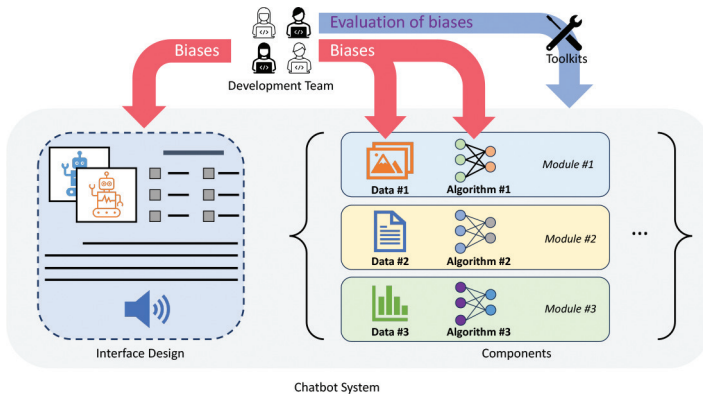 Evaluation of biases
Biases
Biases
Toolkits
Development Team
Data #1
Algorithm #1
Module #1
Data #2
Algorithm #2
Module #2
...
Data #3
Algorithm #3
Module #3
Interface Design
Components
Chatbot System